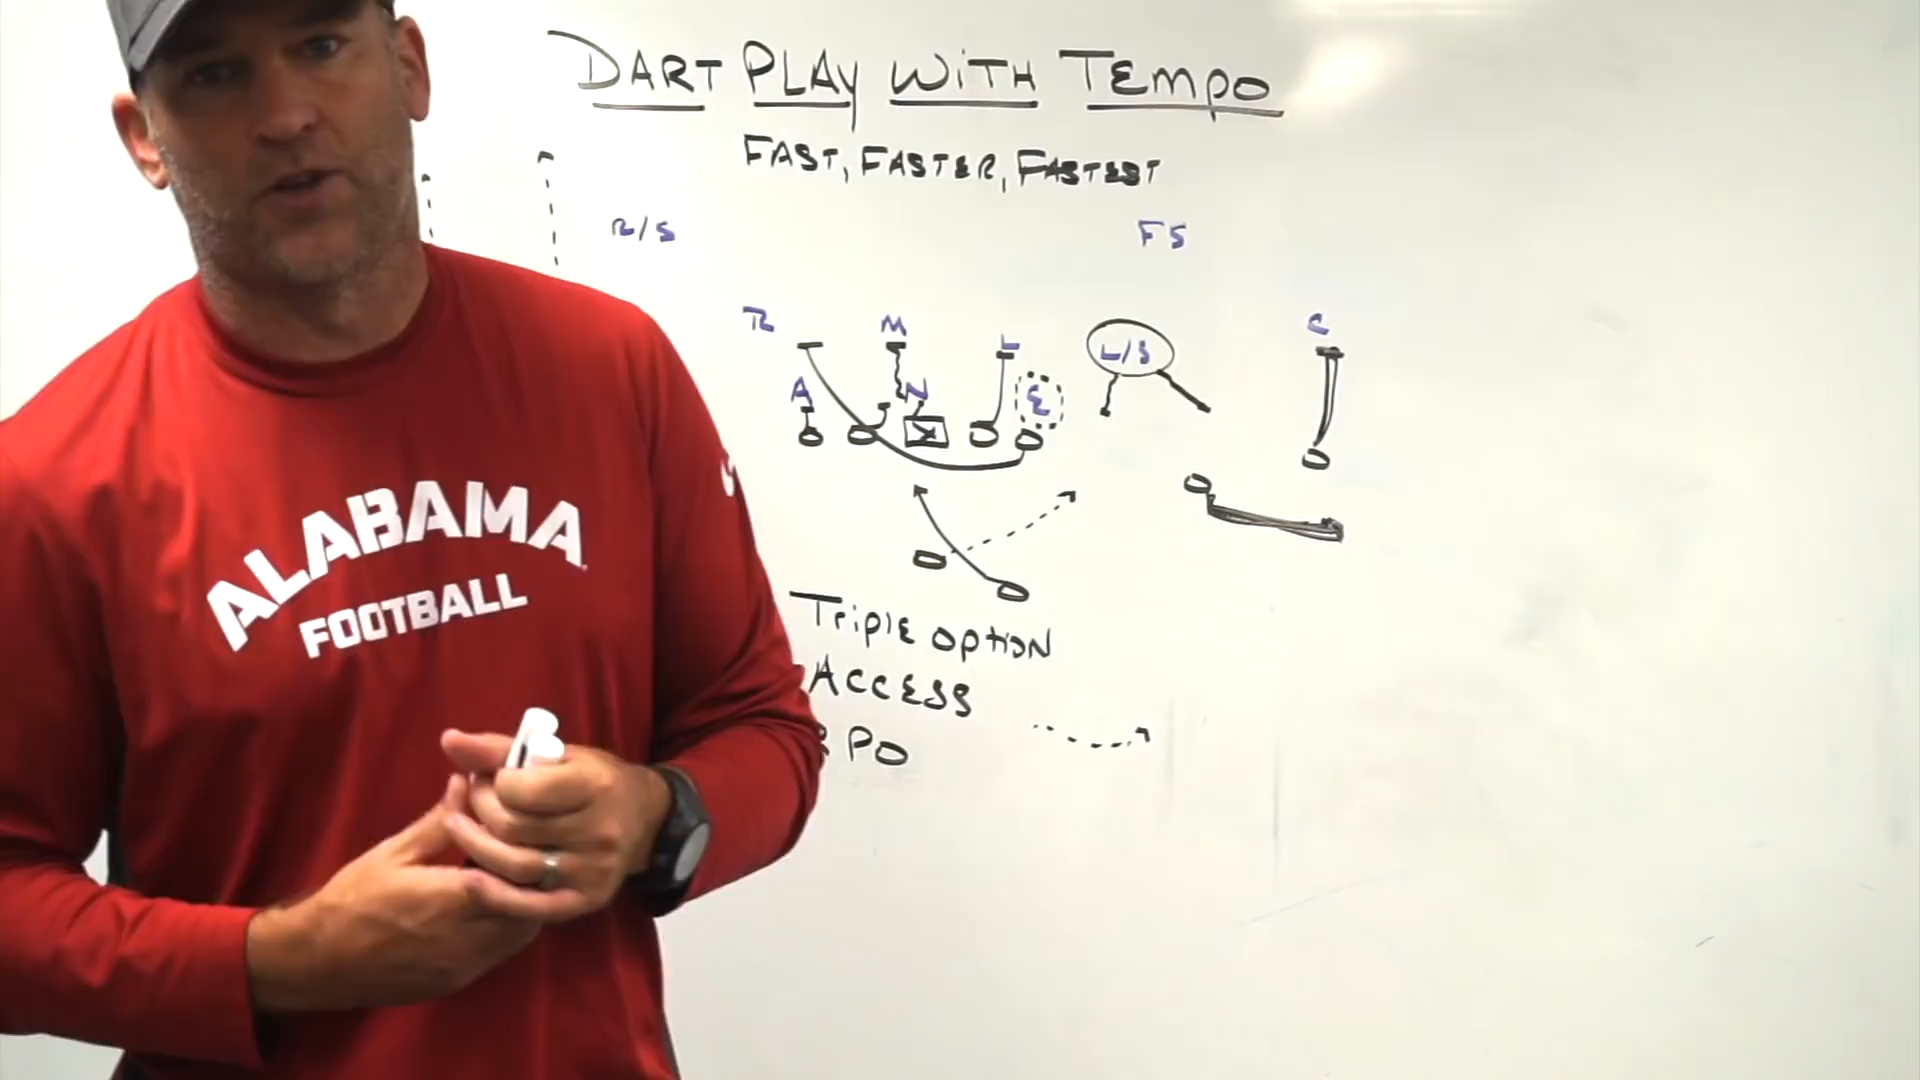 DART PLAY WITH TEMPO
FAST, FASTER, FASTEST
R/S FS
R M L L/S C
A N E
ALABAMA
FOOTBALL
TRIPLE OPTION
ACCESS
PO